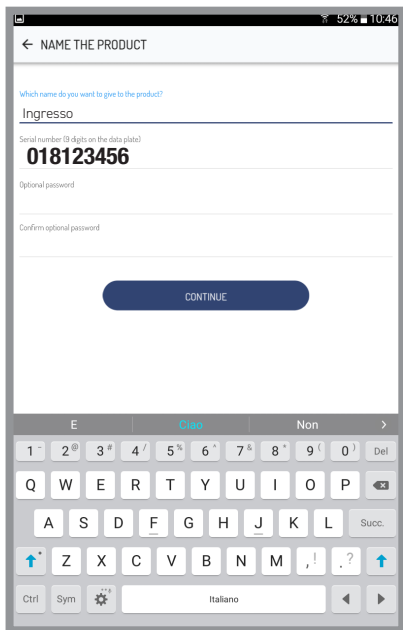 52% 10:46
← NAME THE PRODUCT
Which name do you want to give to the product?
Ingresso
Serial number (9 digits on the data plate)
018123456
Optional password
Confirm optional password
CONTINUE
E Ciao Non >
1 - 2 @ 3 # 4 / 5 % 6 ^ 7 & 8 * 9 ( 0 ) Del
Q W E R T Y U I O P
A S D F G H J K L Succ.
Z X C V B N M , ! . ?
Ctrl Sym Italiano